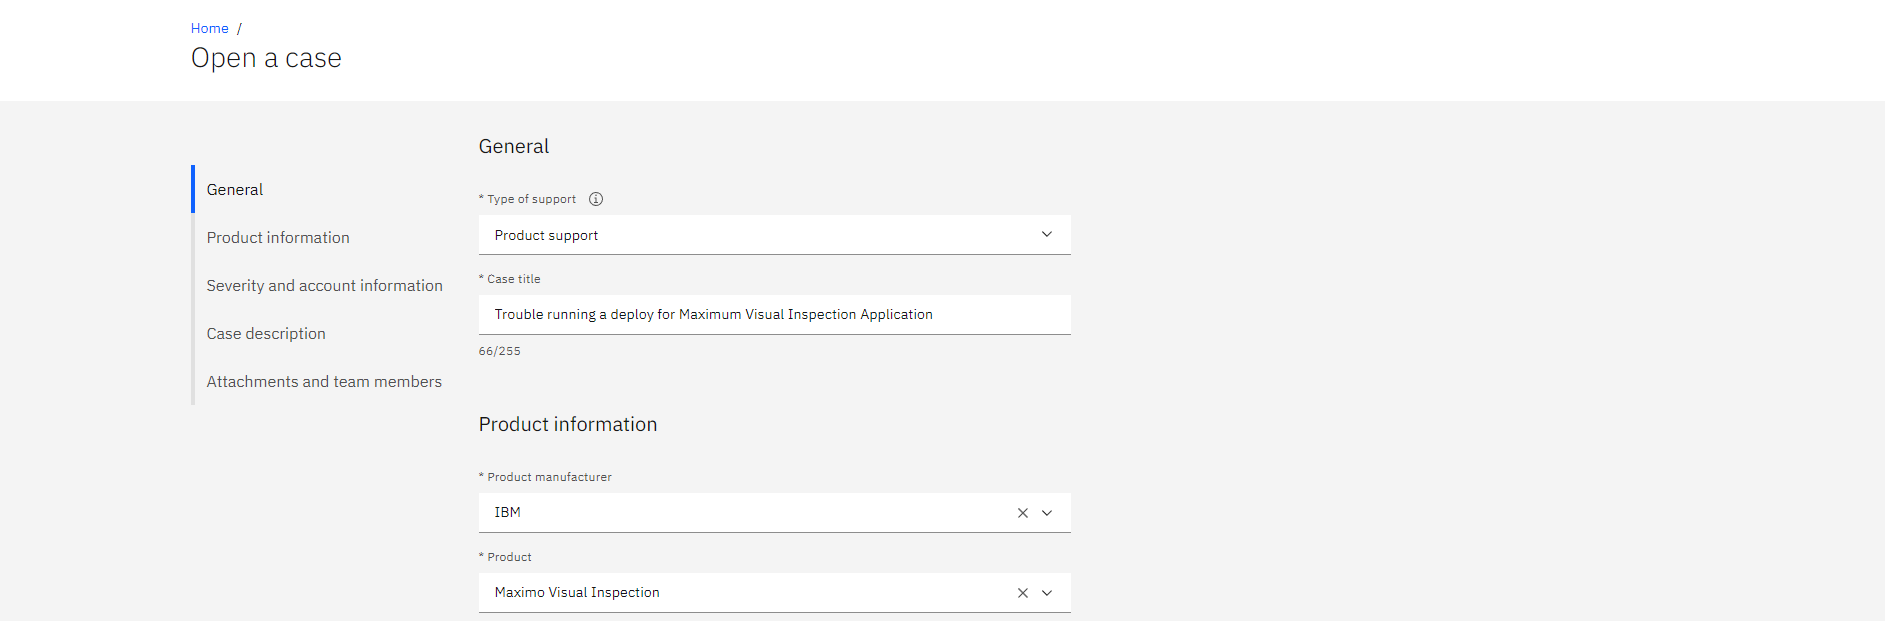 Home /
Open a case
General
Product information
Severity and account information
Case description
Attachments and team members
General
* Type of support
Product support
* Case title
Trouble running a deploy for Maximum Visual Inspection Application
66/255
Product information
* Product manufacturer
IBM
* Product
Maximo Visual Inspection